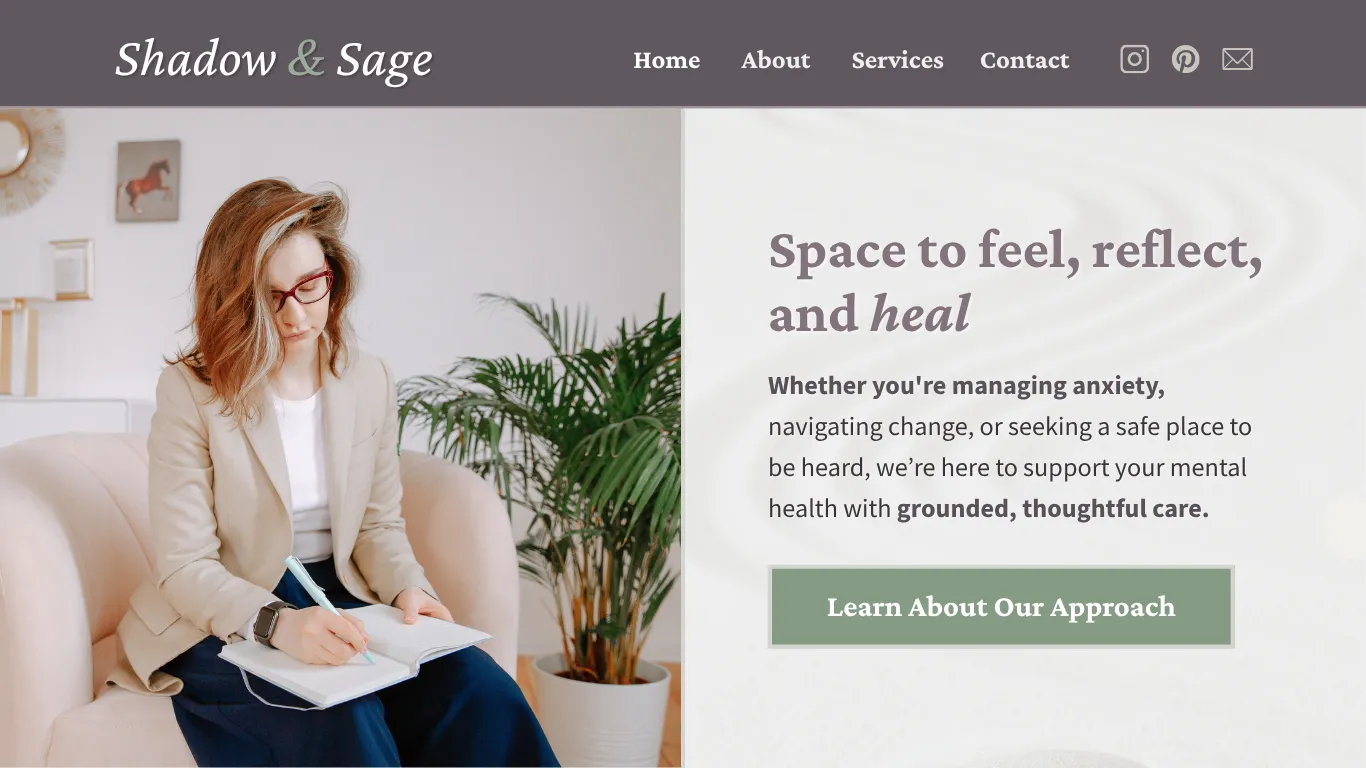 Shadow & Sage
Home About Services Contact
Space to feel, reflect,
and heal
Whether you're managing anxiety,
navigating change, or seeking a safe place to
be heard, we’re here to support your mental
health with grounded, thoughtful care.
Learn About Our Approach